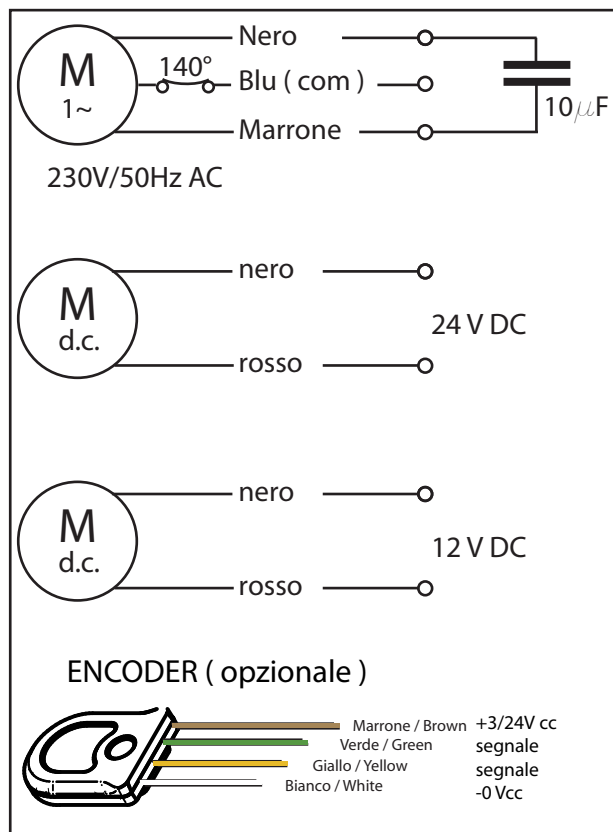 Nero
M
1~
140°
Blu ( com )
10µF
Marrone
230V/50Hz AC
nero
M
d.c.
24 V DC
rosso
nero
M
d.c.
12 V DC
rosso
ENCODER ( opzionale )
Marrone / Brown +3/24V cc
Verde / Green segnale
Giallo / Yellow segnale
Bianco / White -0 Vcc